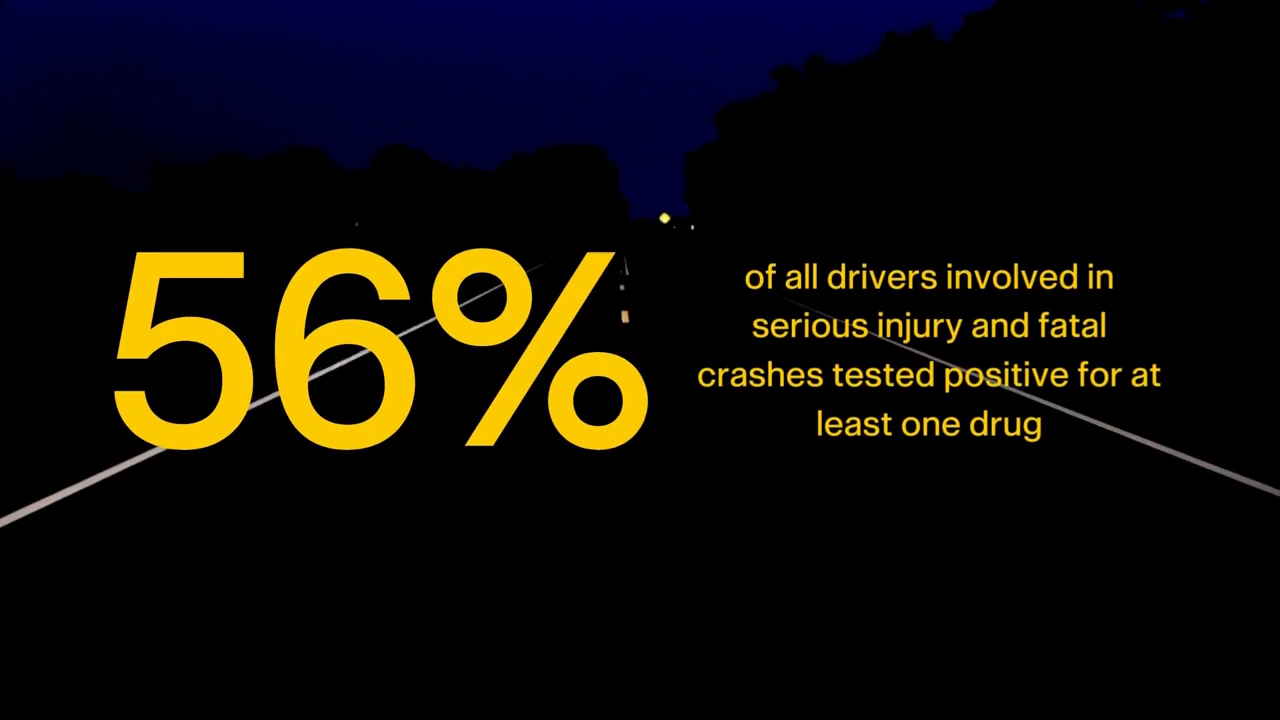 56%
of all drivers involved in
serious injury and fatal
crashes tested positive for at
least one drug